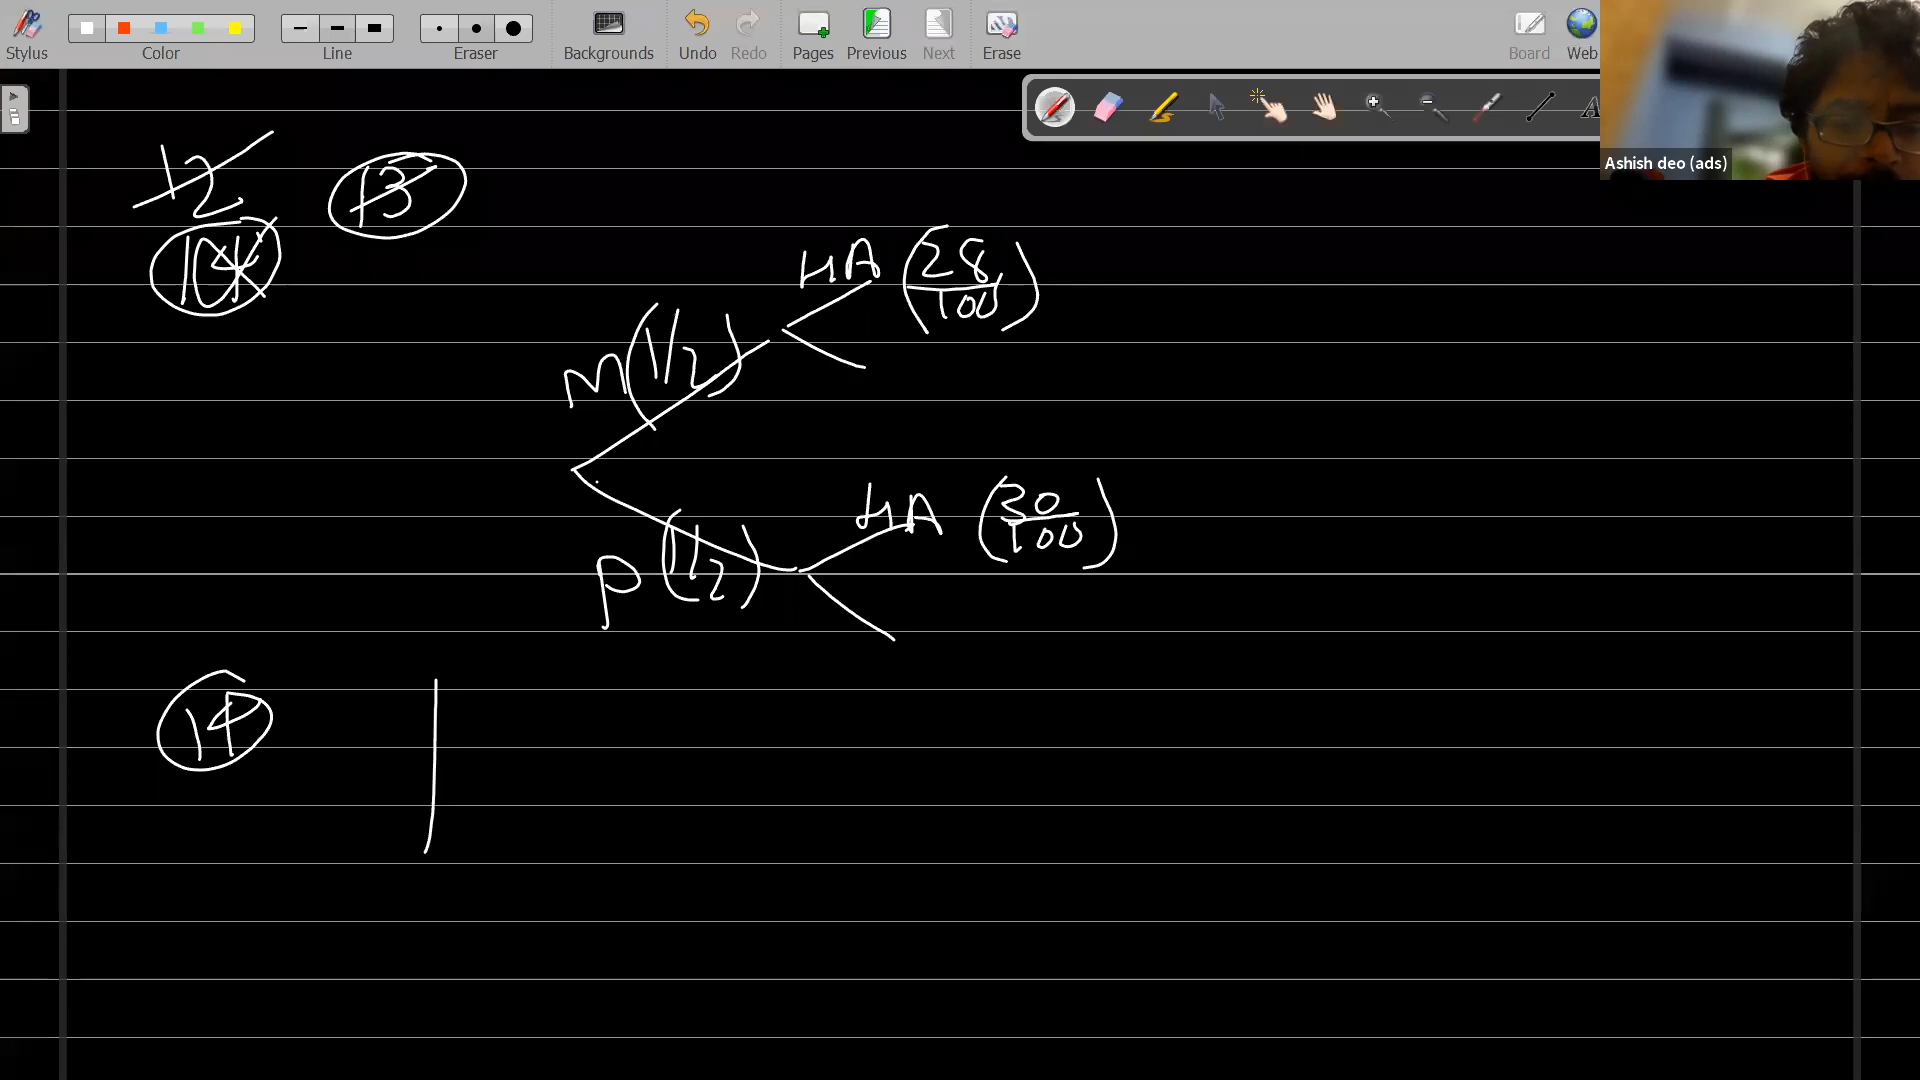 Stylus Color Line Eraser Backgrounds Undo Redo Pages Previous Next Erase Board Web
A
Ashish deo (ads)
12 13
HA (28/100)
M(1/2)
HA (30/100)
P(1/2)
14